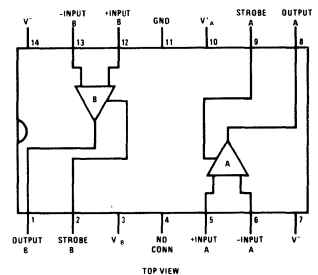 V- -INPUT B +INPUT B GND V+A STROBE A OUTPUT A
14 13 12 11 10 9 8
B
A
1 2 3 4 5 6 7
OUTPUT B STROBE B V B NO CONN +INPUT A -INPUT A V-
TOP VIEW